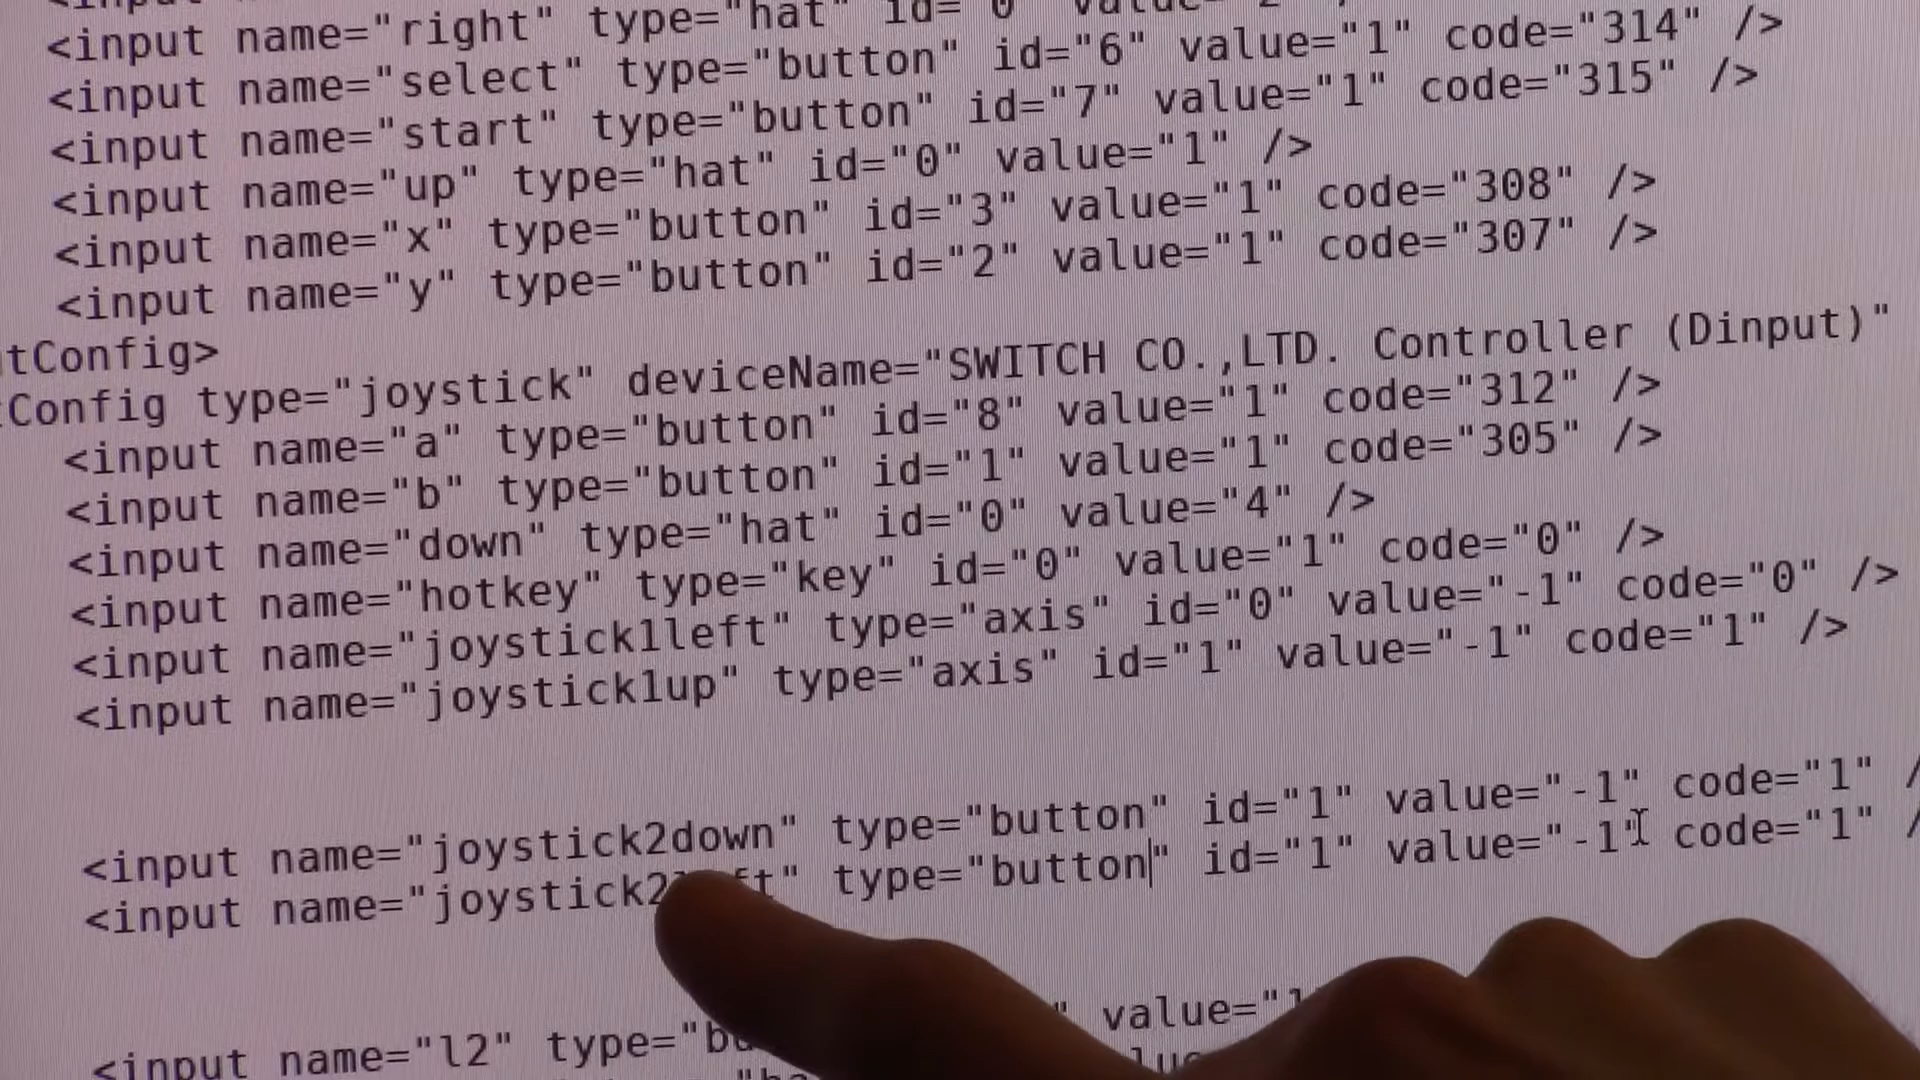 <input name="right" type="hat" id="0
<input name="select" type="button" id="6" value="1" code="314" />
<input name="start" type="button" id="7" value="1" code="315" />
<input name="up" type="hat" id="0" value="1" />
<input name="x" type="button" id="3" value="1" code="308" />
<input name="y" type="button" id="2" value="1" code="307" />
tConfig>
Config type="joystick" deviceName="SWITCH CO.,LTD. Controller (Dinput)"
<input name="a" type="button" id="8" value="1" code="312" />
<input name="b" type="button" id="1" value="1" code="305" />
<input name="down" type="hat" id="0" value="4" />
<input name="hotkey" type="key" id="0" value="1" code="0" />
<input name="joystick1left" type="axis" id="0" value="-1" code="0" />
<input name="joystick1up" type="axis" id="1" value="-1" code="1" />
<input name="joystick2down" type="button" id="1" value="-1" code="1" /
<input name="joystick2 ft" type="button" id="1" value="-1" code="1" /
<input name="l2" type="bu value="1